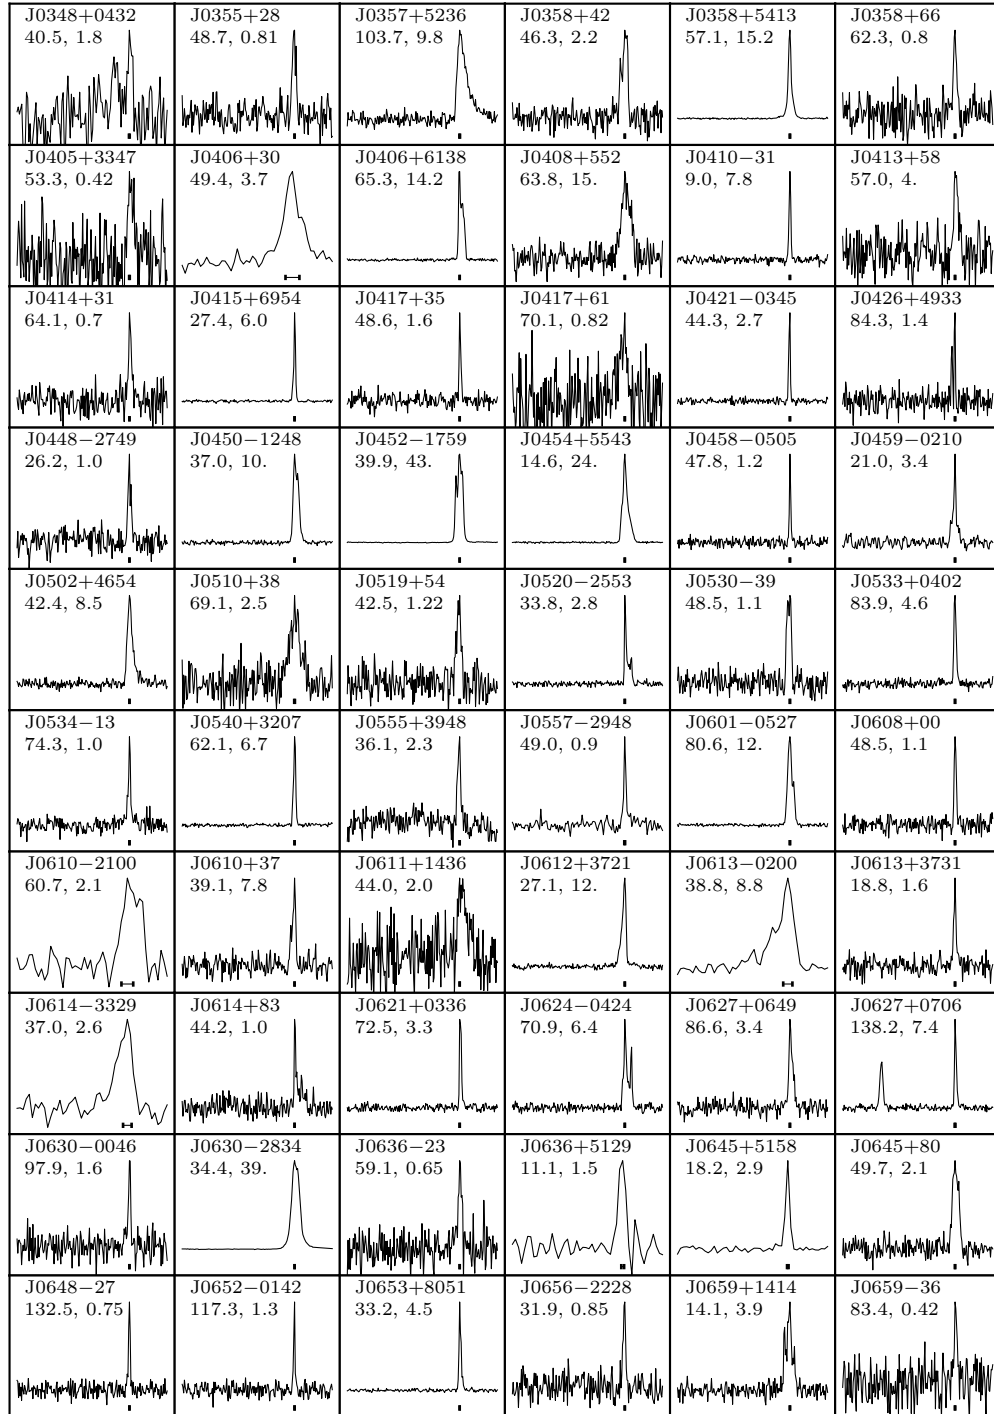 J0348+0432
40.5, 1.8
J0355+28
48.7, 0.81
J0357+5236
103.7, 9.8
J0358+42
46.3, 2.2
J0358+5413
57.1, 15.2
J0358+66
62.3, 0.8
J0405+3347
53.3, 0.42
J0406+30
49.4, 3.7
J0406+6138
65.3, 14.2
J0408+552
63.8, 15.
J0410−31
9.0, 7.8
J0413+58
57.0, 4.
J0414+31
64.1, 0.7
J0415+6954
27.4, 6.0
J0417+35
48.6, 1.6
J0417+61
70.1, 0.82
J0421−0345
44.3, 2.7
J0426+4933
84.3, 1.4
J0448−2749
26.2, 1.0
J0450−1248
37.0, 10.
J0452−1759
39.9, 43.
J0454+5543
14.6, 24.
J0458−0505
47.8, 1.2
J0459−0210
21.0, 3.4
J0502+4654
42.4, 8.5
J0510+38
69.1, 2.5
J0519+54
42.5, 1.22
J0520−2553
33.8, 2.8
J0530−39
48.5, 1.1
J0533+0402
83.9, 4.6
J0534−13
74.3, 1.0
J0540+3207
62.1, 6.7
J0555+3948
36.1, 2.3
J0557−2948
49.0, 0.9
J0601−0527
80.6, 12.
J0608+00
48.5, 1.1
J0610−2100
60.7, 2.1
J0610+37
39.1, 7.8
J0611+1436
44.0, 2.0
J0612+3721
27.1, 12.
J0613−0200
38.8, 8.8
J0613+3731
18.8, 1.6
J0614−3329
37.0, 2.6
J0614+83
44.2, 1.0
J0621+0336
72.5, 3.3
J0624−0424
70.9, 6.4
J0627+0649
86.6, 3.4
J0627+0706
138.2, 7.4
J0630−0046
97.9, 1.6
J0630−2834
34.4, 39.
J0636−23
59.1, 0.65
J0636+5129
11.1, 1.5
J0645+5158
18.2, 2.9
J0645+80
49.7, 2.1
J0648−27
132.5, 0.75
J0652−0142
117.3, 1.3
J0653+8051
33.2, 4.5
J0656−2228
31.9, 0.85
J0659+1414
14.1, 3.9
J0659−36
83.4, 0.42